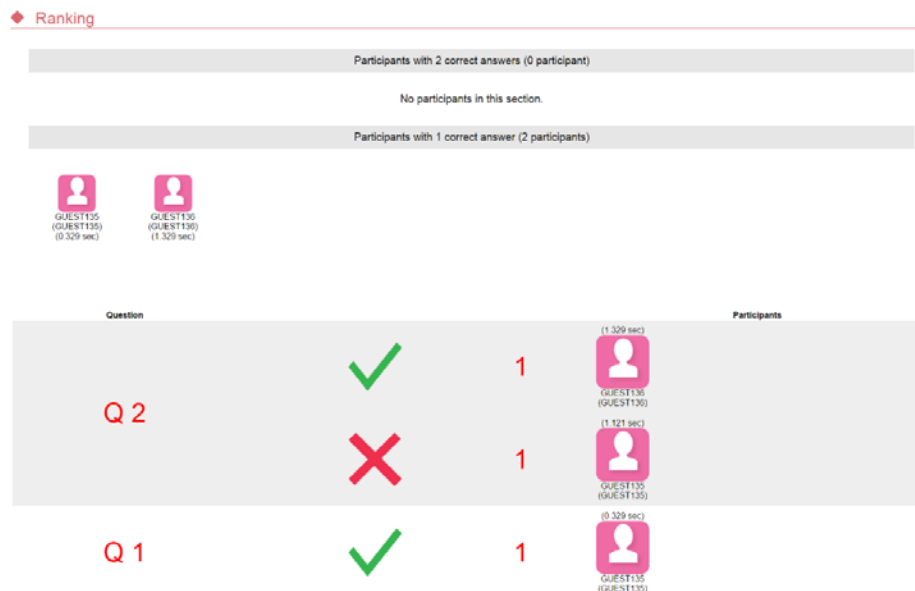 Ranking
Participants with 2 correct answers (0 participant)
No participants in this section.
Participants with 1 correct answer (2 participants)
GUEST135 GUEST136
(GUEST135) (GUEST136)
(0.329 sec) (1.329 sec)
Question Participants
(1.329 sec)
1
GUEST136
(GUEST136)
Q 2
(1.121 sec)
1
GUEST135
(GUEST135)
(0.329 sec)
Q 1 1
GUEST135
(GUEST135)